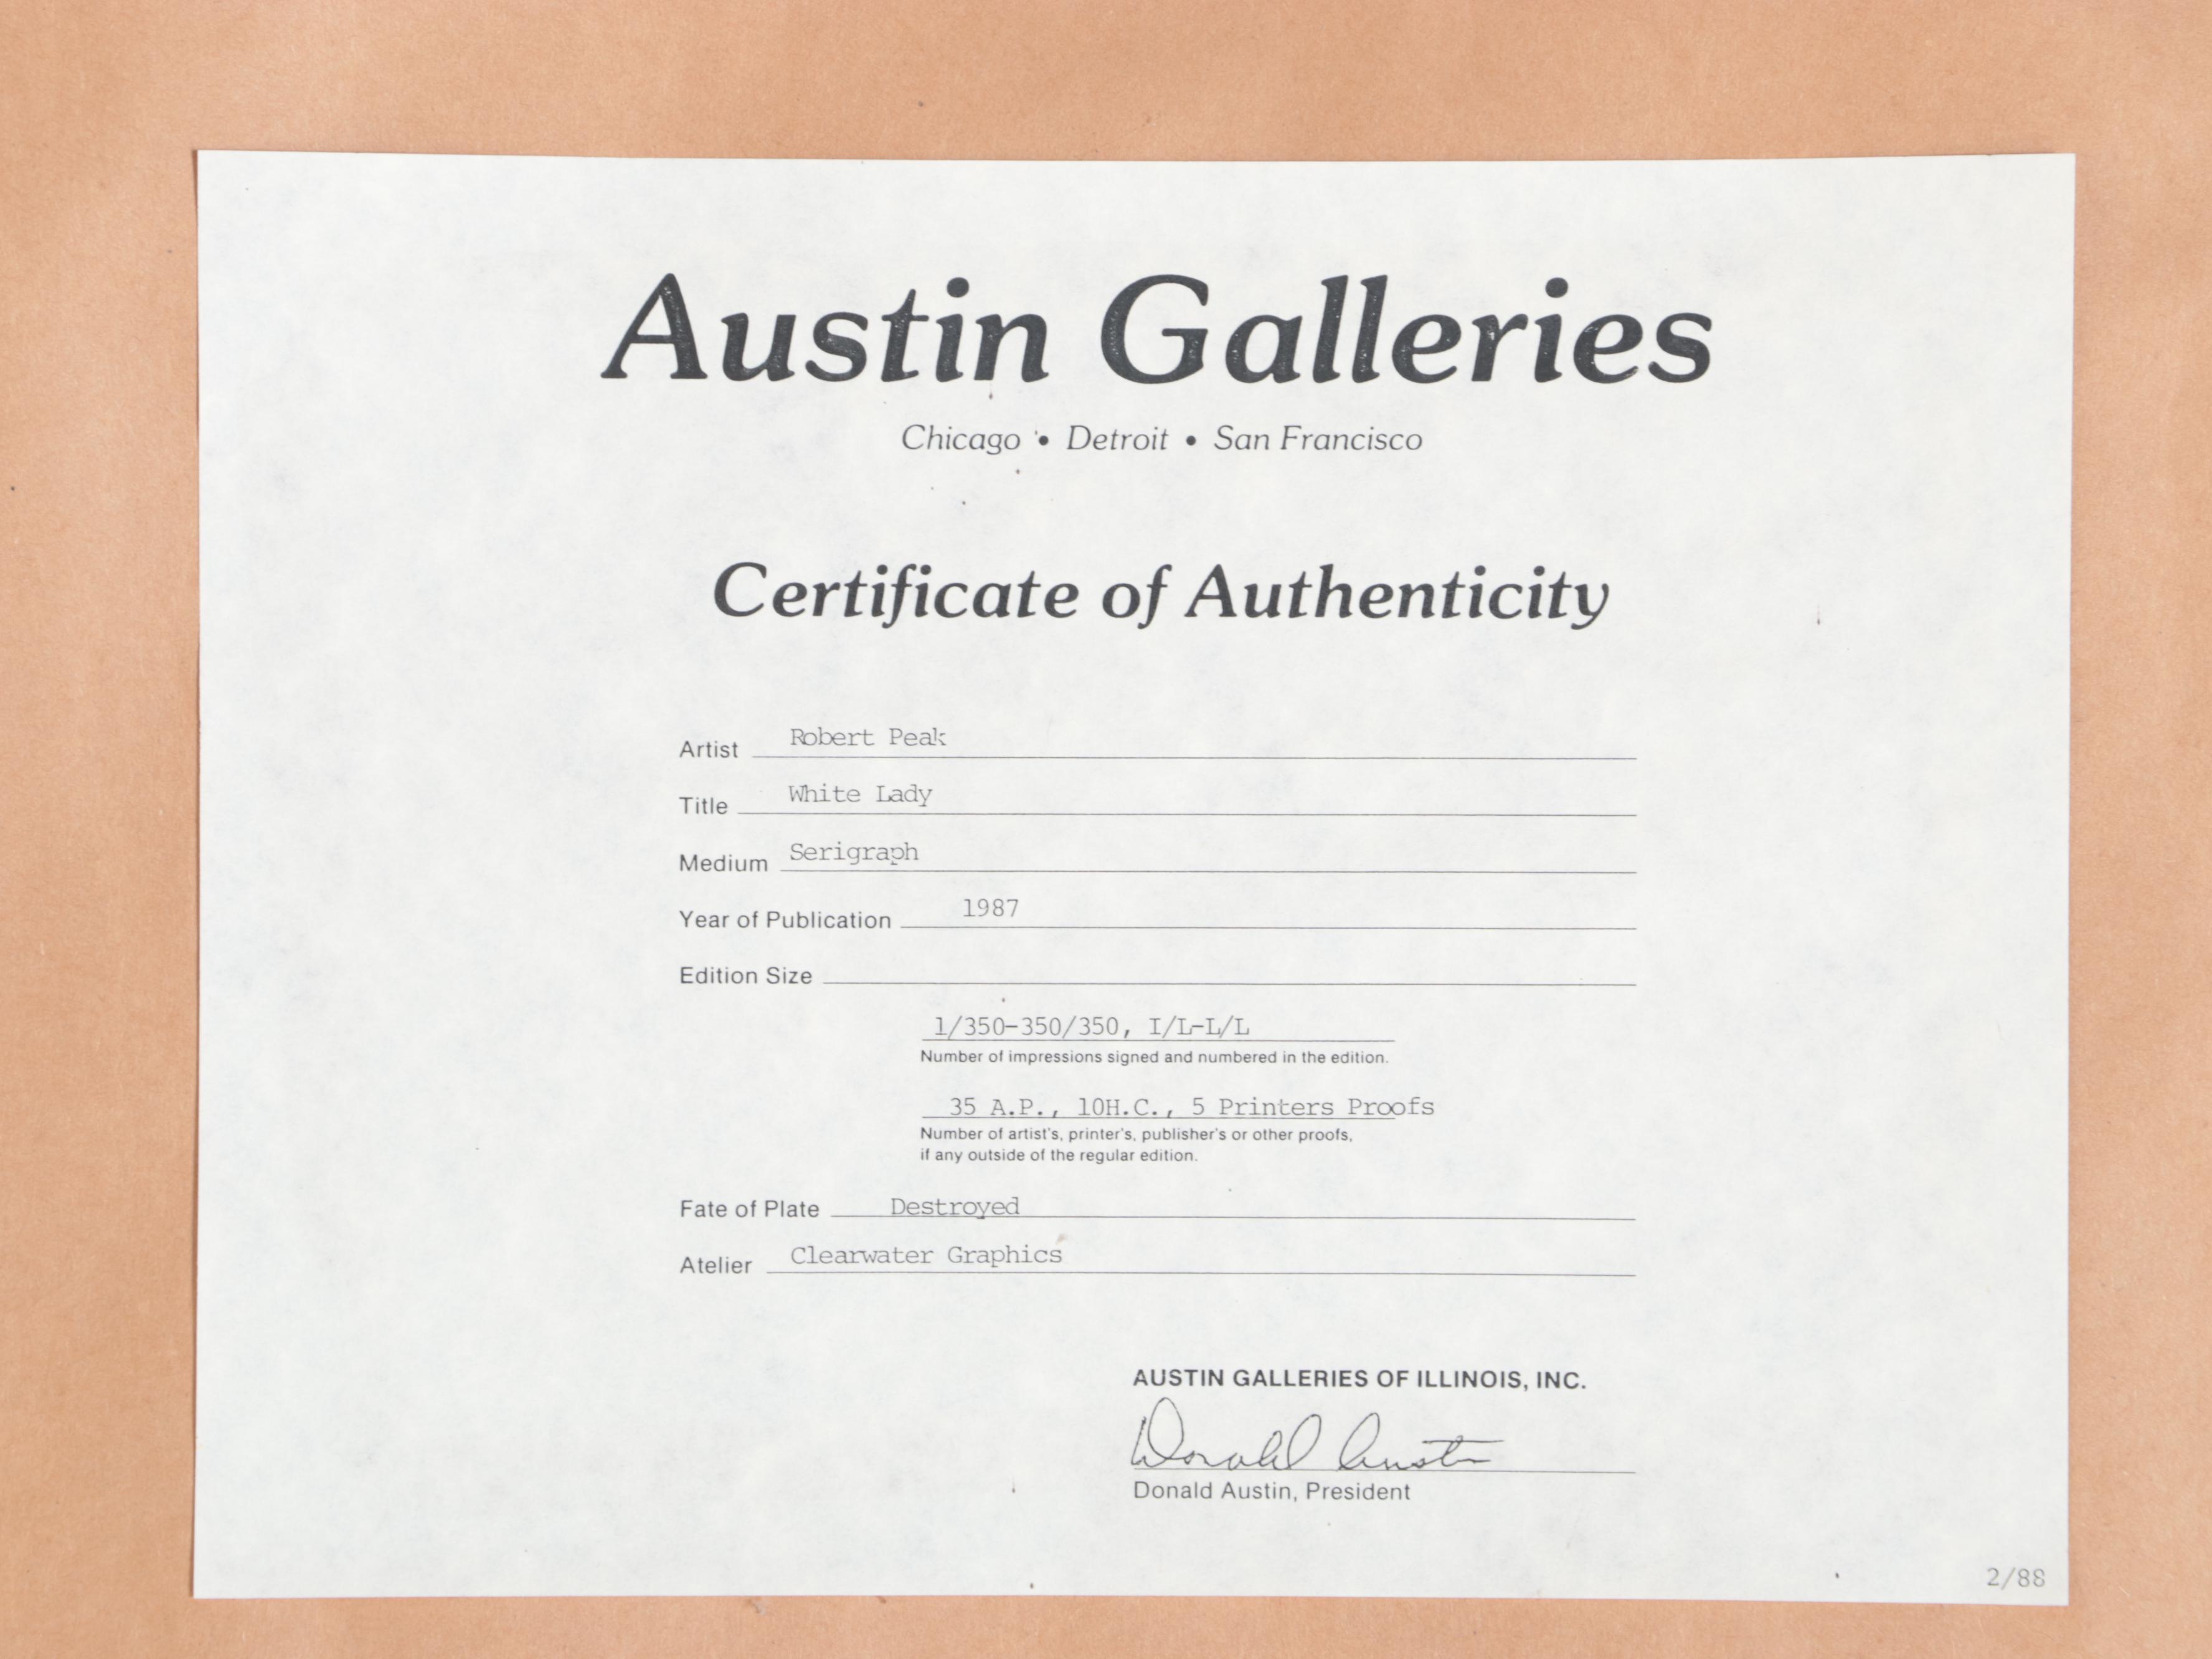 Austin Galleries
Chicago • Detroit • San Francisco
Certificate of Authenticity
Artist Robert Peak
Title White Lady
Medium Serigraph
Year of Publication 1987
Edition Size
1/350-350/350, I/L-L/L
Number of impressions signed and numbered in the edition.
35 A.P., 10H.C., 5 Printers Proofs
Number of artist's, printer's, publisher's or other proofs,
if any outside of the regular edition.
Fate of Plate Destroyed
Atelier Clearwater Graphics
AUSTIN GALLERIES OF ILLINOIS, INC.
Donald Austin
Donald Austin, President
2/88